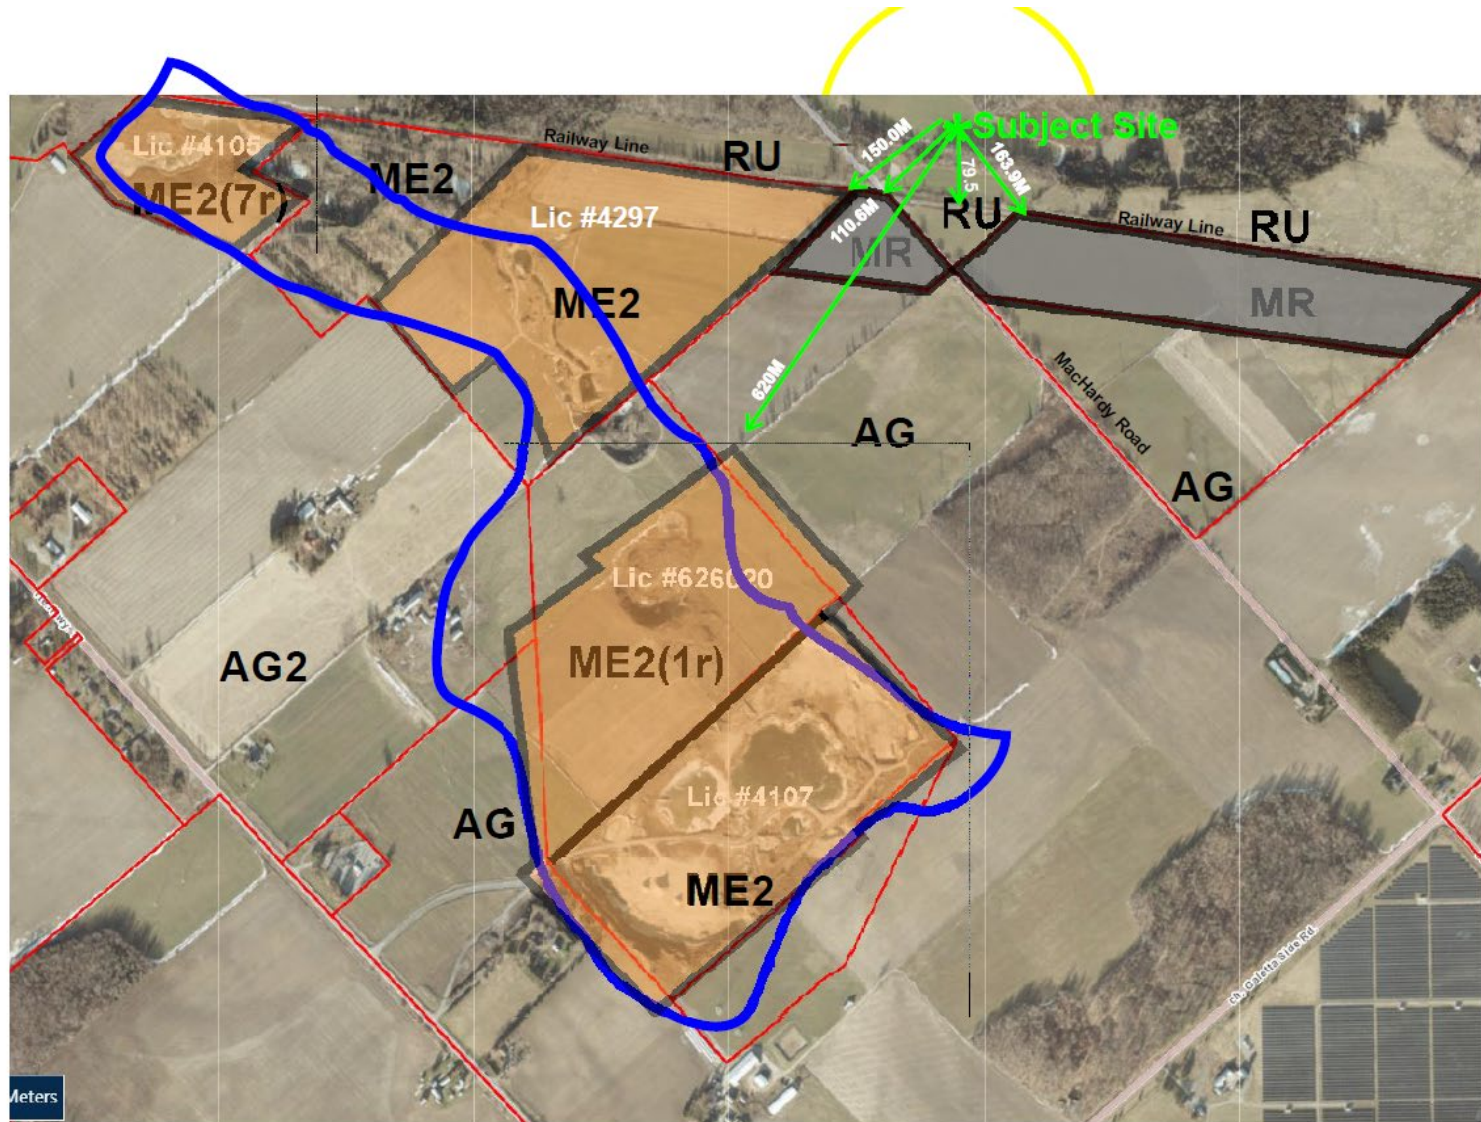 Lic #4105
ME2(7r)
ME2
Railway Line
RU
Lic #4297
ME2
Subject Site
150.0M
110.6M
79.5
163.9M
620M
MR
RU
Railway Line
RU
MR
MacHardy Road
AG
AG
Lic #626020
ME2(1r)
AG2
AG
Lic #4107
ME2
ch. Galetta Side Rd.
Meters